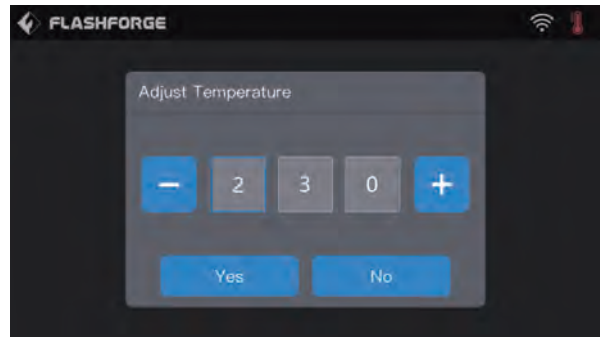 FLASHFORGE
Adjust Temperature
− 2 3 0 +
Yes No